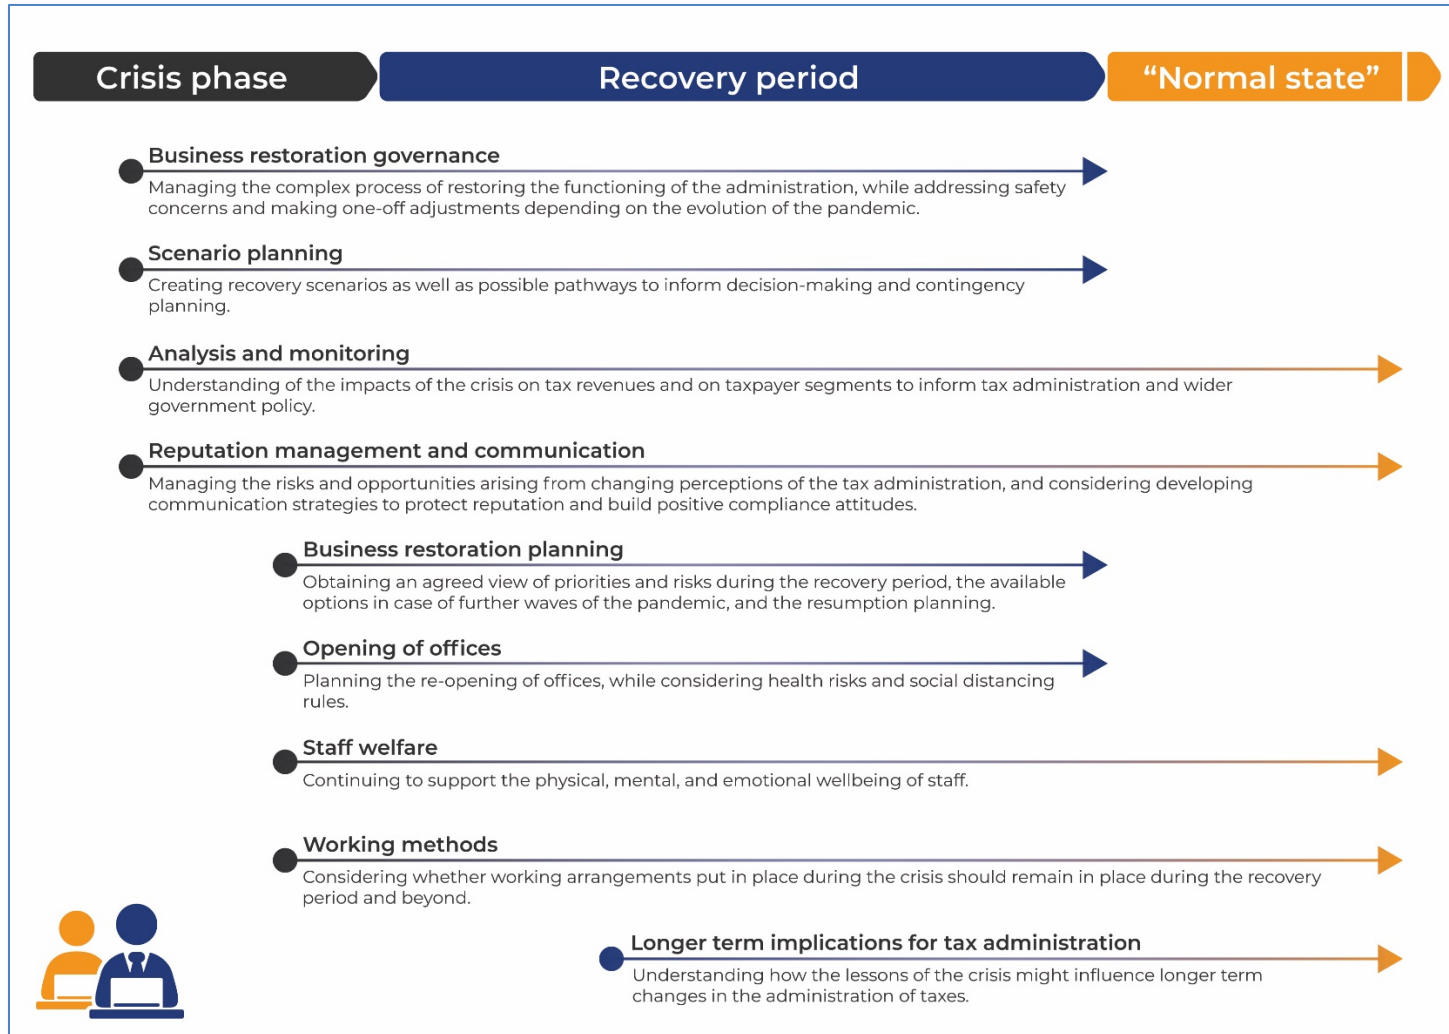 Crisis phase
Recovery period
“Normal state”
Business restoration governance
Managing the complex process of restoring the functioning of the administration, while addressing safety
concerns and making one-off adjustments depending on the evolution of the pandemic.
Scenario planning
Creating recovery scenarios as well as possible pathways to inform decision-making and contingency
planning.
Analysis and monitoring
Understanding of the impacts of the crisis on tax revenues and on taxpayer segments to inform tax administration and wider
government policy.
Reputation management and communication
Managing the risks and opportunities arising from changing perceptions of the tax administration, and considering developing
communication strategies to protect reputation and build positive compliance attitudes.
Business restoration planning
Obtaining an agreed view of priorities and risks during the recovery period, the available
options in case of further waves of the pandemic, and the resumption planning.
Opening of offices
Planning the re-opening of offices, while considering health risks and social distancing
rules.
Staff welfare
Continuing to support the physical, mental, and emotional wellbeing of staff.
Working methods
Considering whether working arrangements put in place during the crisis should remain in place during the recovery
period and beyond.
Longer term implications for tax administration
Understanding how the lessons of the crisis might influence longer term
changes in the administration of taxes.